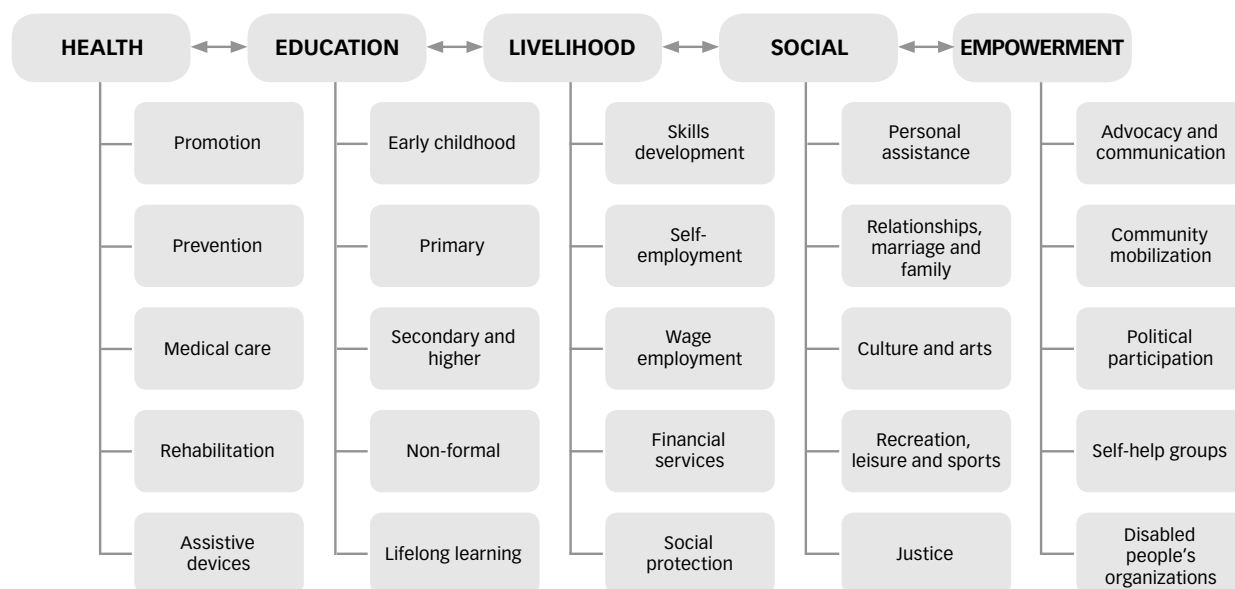 HEALTH
EDUCATION
LIVELIHOOD
SOCIAL
EMPOWERMENT
Promotion
Prevention
Medical care
Rehabilitation
Assistive
devices
Early childhood
Primary
Secondary and
higher
Non-formal
Lifelong learning
Skills
development
Self-
employment
Wage
employment
Financial
services
Social
protection
Personal
assistance
Relationships,
marriage and
family
Culture and arts
Recreation,
leisure and sports
Justice
Advocacy and
communication
Community
mobilization
Political
participation
Self-help groups
Disabled
people's
organizations